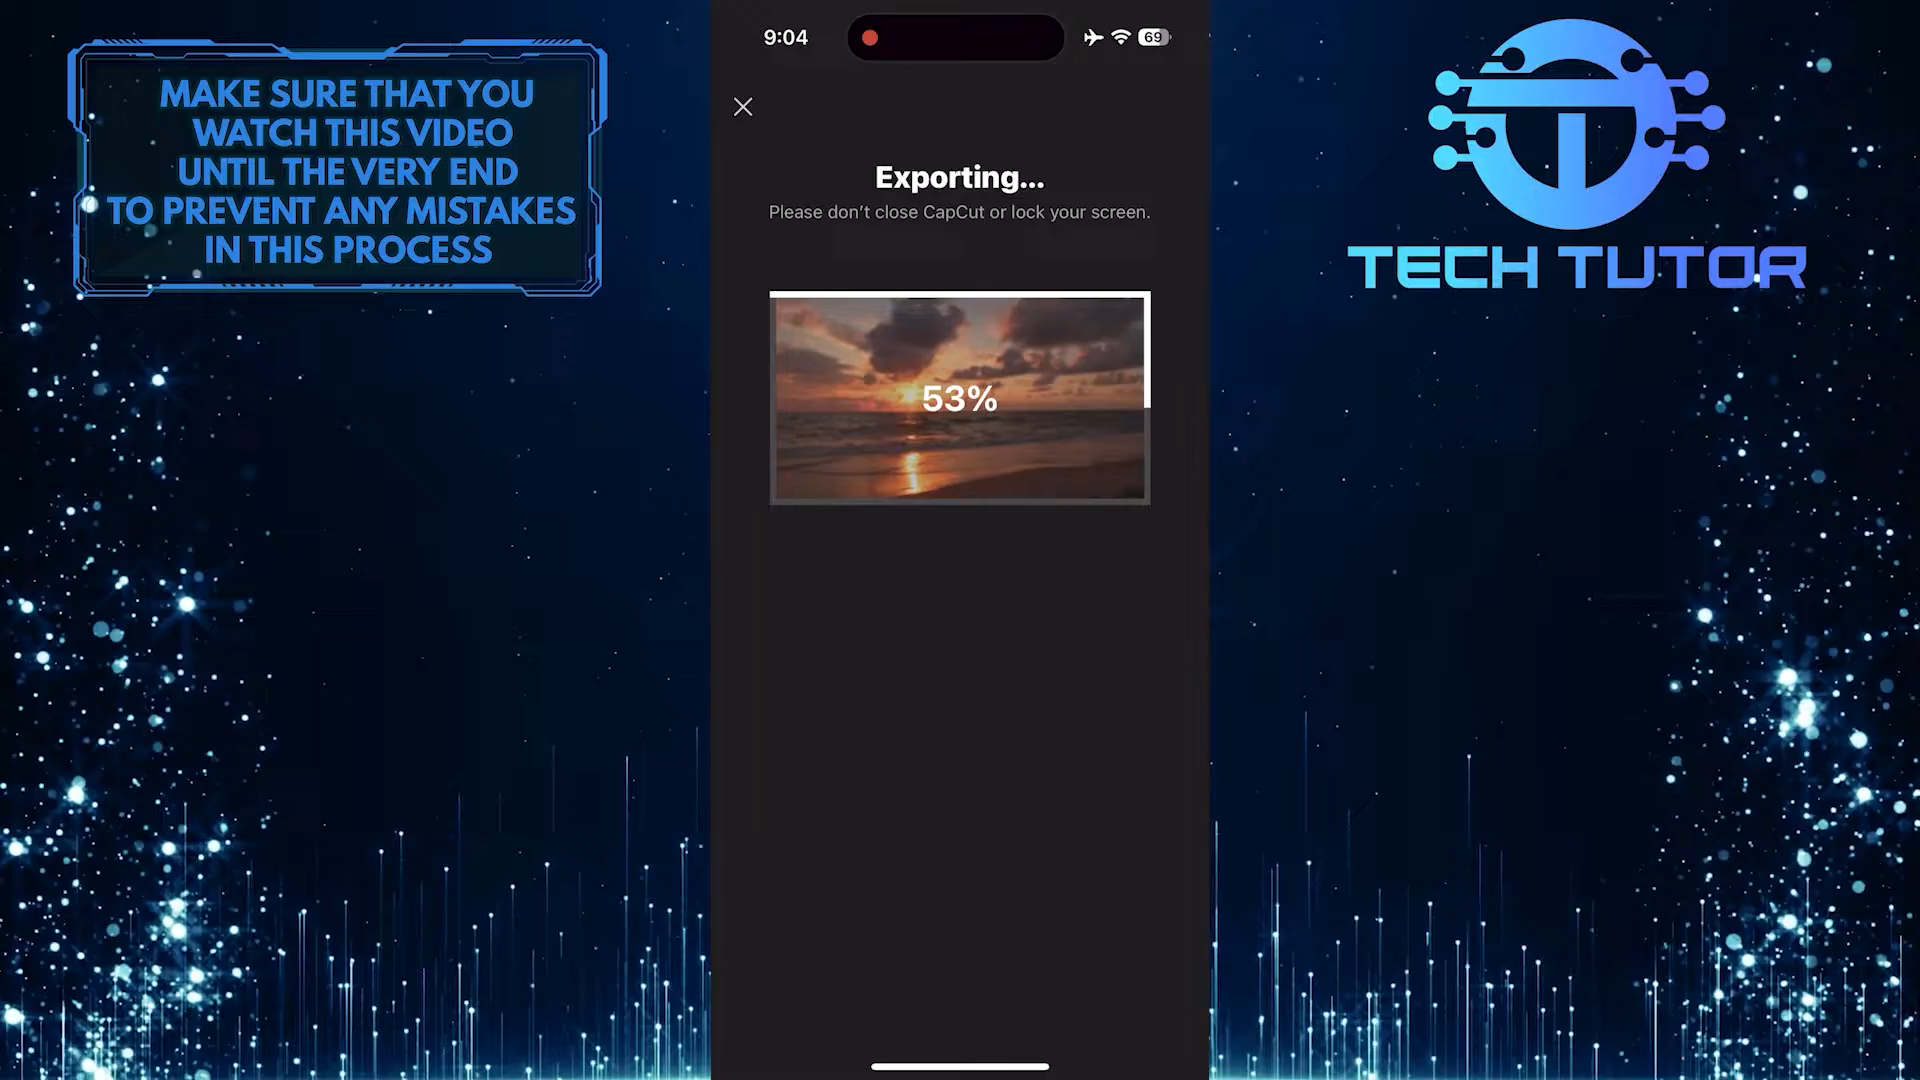 MAKE SURE THAT YOU
WATCH THIS VIDEO
UNTIL THE VERY END
TO PREVENT ANY MISTAKES
IN THIS PROCESS
9:04
69
Exporting...
Please don’t close CapCut or lock your screen.
53%
TECH TUTOR